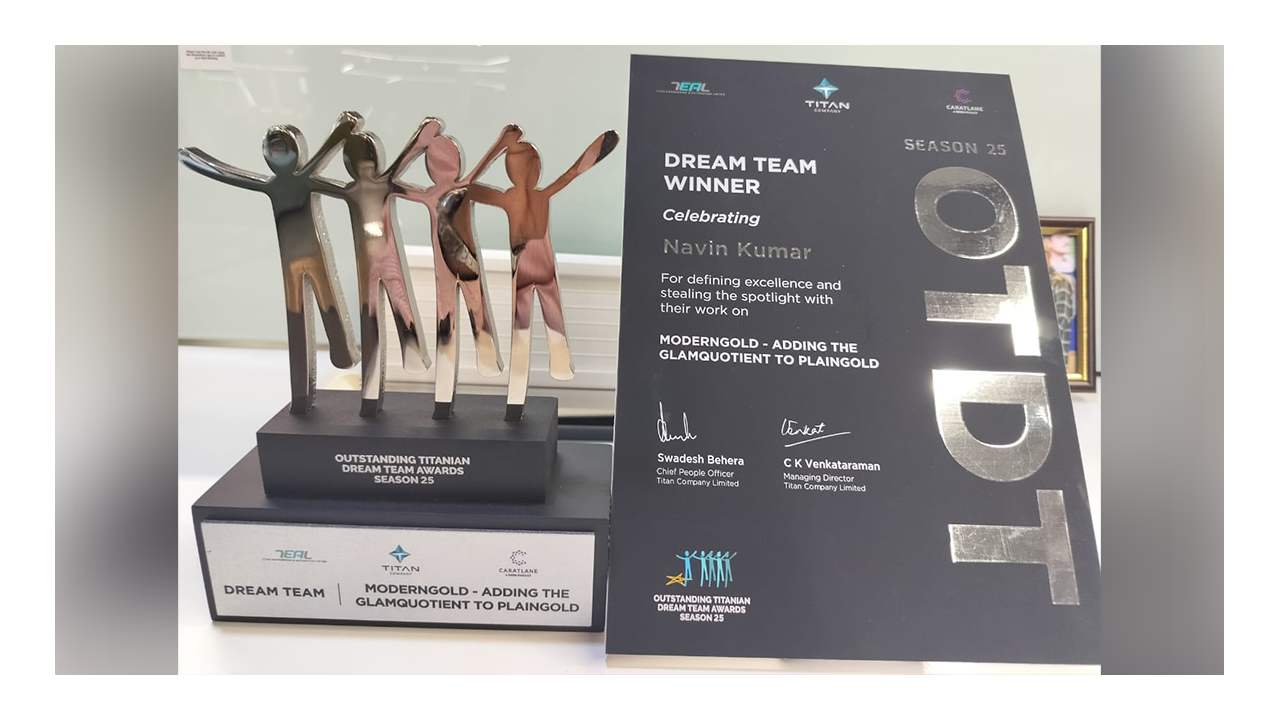 OUTSTANDING TITANIAN
DREAM TEAM AWARDS
SEASON 25
TEAL
TITAN
COMPANY
CARATLANE
DREAM TEAM
MODERNGOLD - ADDING THE
GLAMQUOTIENT TO PLAINGOLD
TEAL
TITAN
COMPANY
CARATLANE
SEASON 25
OTDT
DREAM TEAM
WINNER
Celebrating
Navin Kumar
For defining excellence and
stealing the spotlight with
their work on
MODERNGOLD - ADDING THE
GLAMQUOTIENT TO PLAINGOLD
Venkat
Swadesh Behera
Chief People Officer
Titan Company Limited
C K Venkataraman
Managing Director
Titan Company Limited
OUTSTANDING TITANIAN
DREAM TEAM AWARDS
SEASON 25